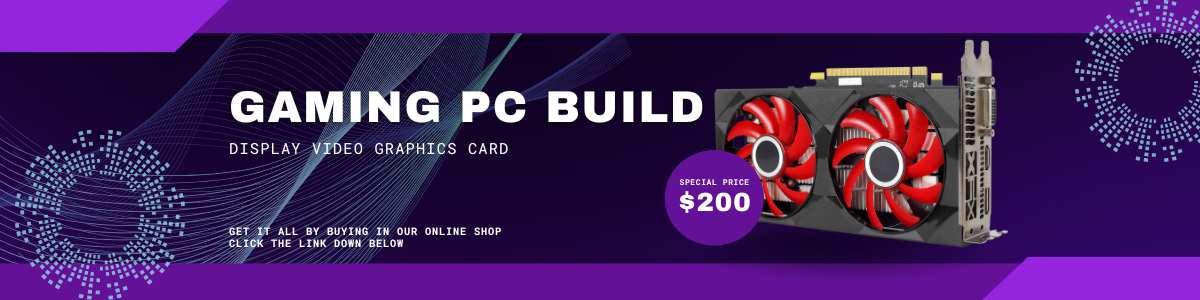 GAMING PC BUILD
DISPLAY VIDEO GRAPHICS CARD
SPECIAL PRICE
$200
GET IT ALL BY BUYING IN OUR ONLINE SHOP
CLICK THE LINK DOWN BELOW